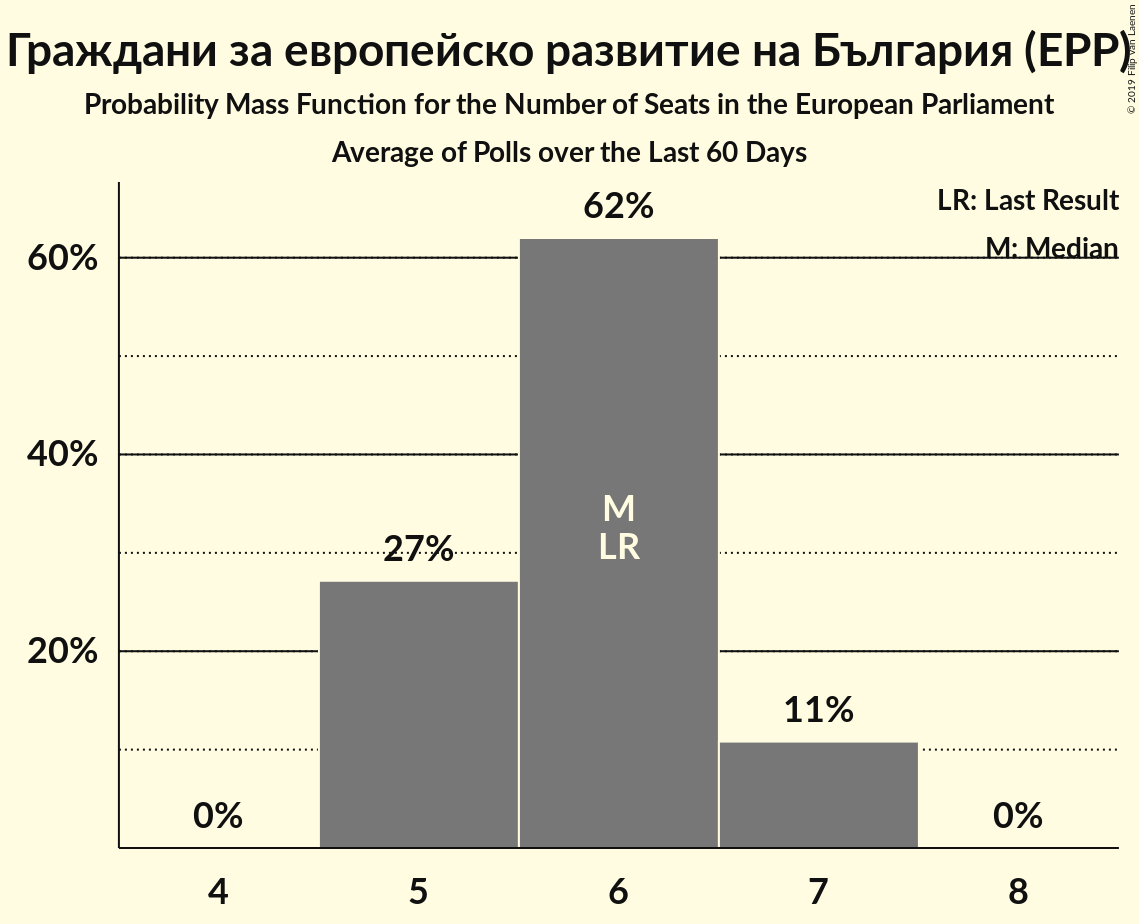 Граждани за европейско развитие на България (EPP)
© 2019 Filip van Laenen
Probability Mass Function for the Number of Seats in the European Parliament
Average of Polls over the Last 60 Days
LR: Last Result
M: Median
60%
40%
20%
0%
27%
62%
11%
0%
M
LR
4
5
6
7
8